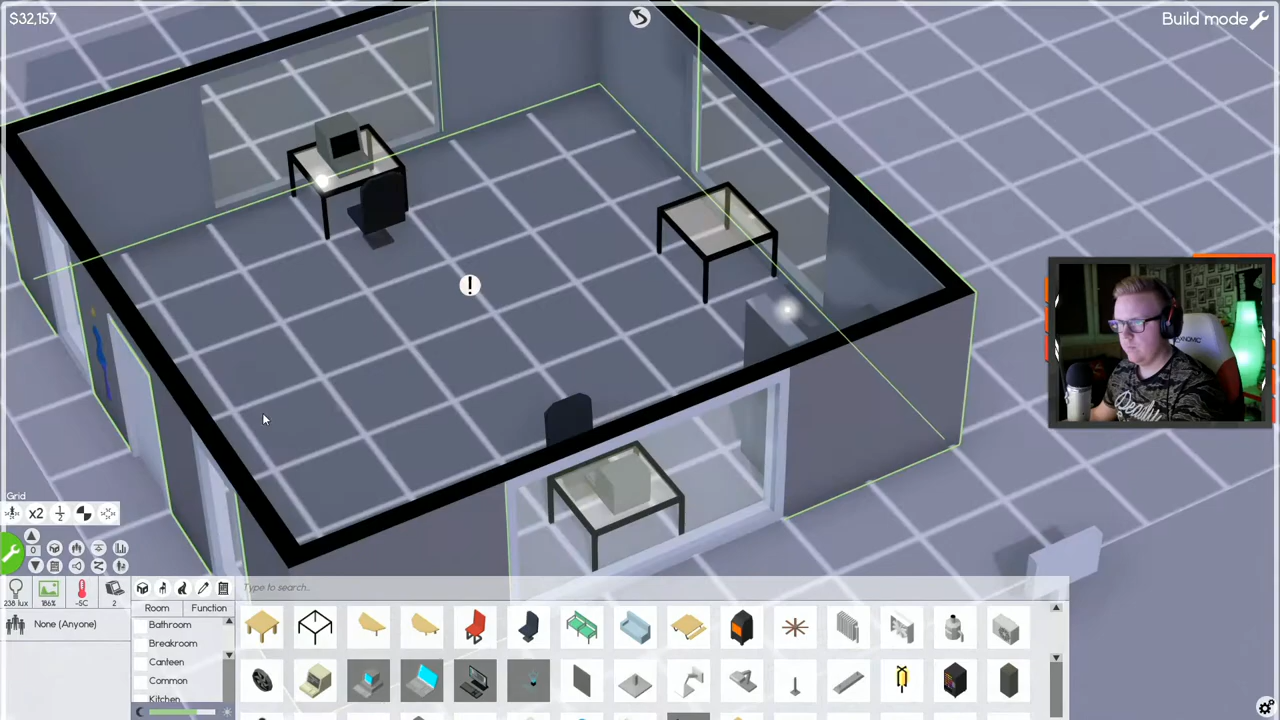 $32,157
Build mode
!
Grid
x2
0
Type to search..
238 lux
186%
-5C
2
Room
Function
None (Anyone)
Bathroom
Breakroom
Canteen
Common
Kitchen